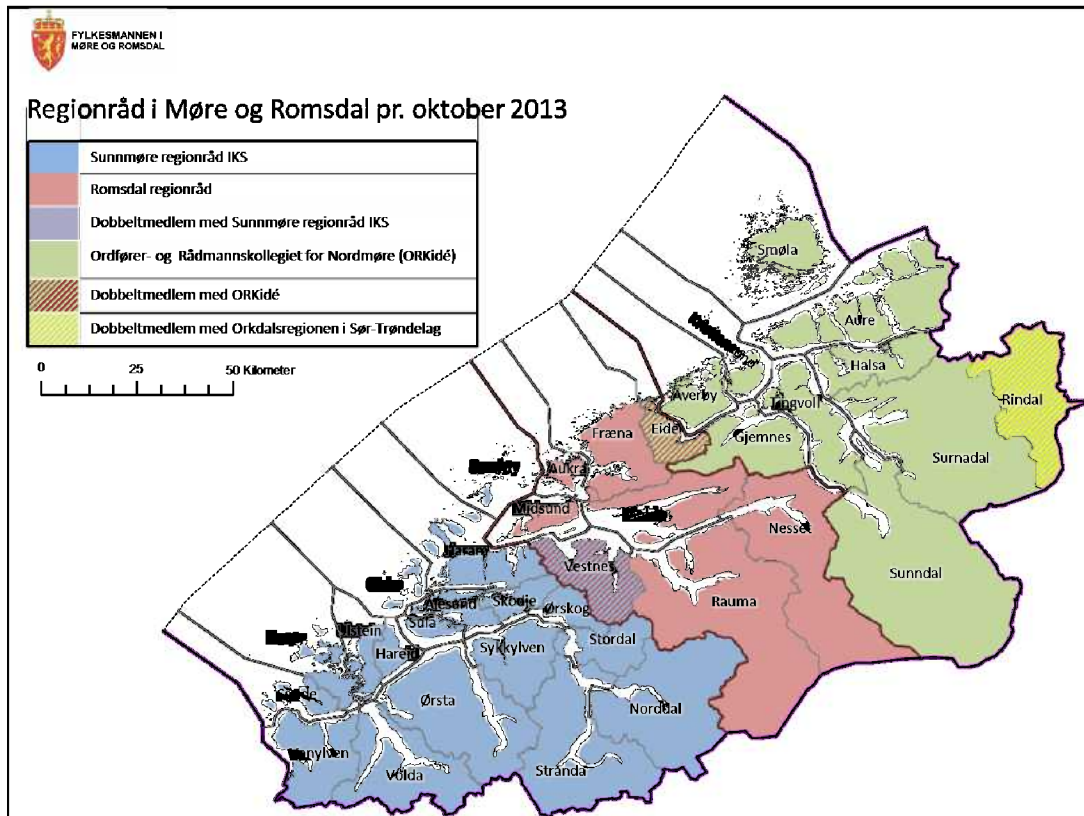 FYLKESMANNEN I
MØRE OG ROMSDAL
Regionråd i Møre og Romsdal pr. oktober 2013
Sunnmøre regionråd IKS
Romsdal regionråd
Dobbeltmedlem med Sunnmøre regionråd IKS
Ordfører- og Rådmannskollegiet for Nordmøre (ORKidé)
Dobbeltmedlem med ORKidé
Dobbeltmedlem med Orkdalsregionen i Sør-Trøndelag
0 25 50 Kilometer
Smøla
Aure
Halsa
Averøy
Tingvoll
Rindal
Fræna
Eide
Gjemnes
Surnadal
Aukra
Midsund
Nesset
Vestnes
Sunndal
Rauma
Ålesund
Skodje
Ørskog
Sula
Ulstein
Stordal
Hareid
Sykkylven
Ørsta
Norddal
Vanylven
Volda
Stranda